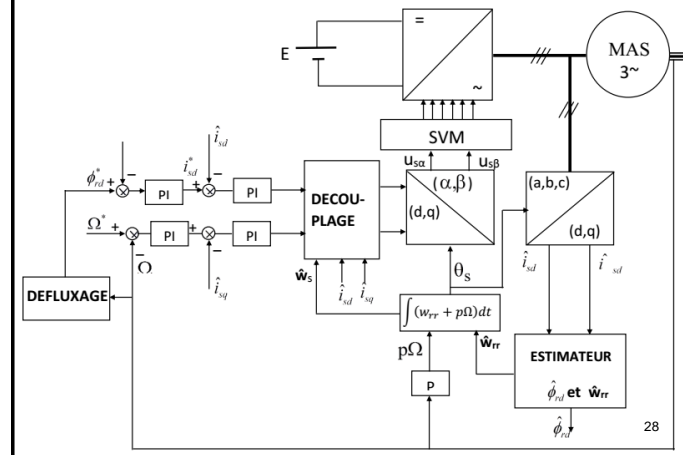 =
E
MAS
3~
~
SVM
u_sα u_sβ
î_sd
φ*_rd + − i*_sd + −
PI PI
DECOU-
PLAGE
(α,β)
(d,q)
(a,b,c)
(d,q)
Ω* + − + −
PI PI
Ω
î_sq
DEFLUXAGE
ŵ_s î_sd î_sq
θ_s
î_sd î^_sd
∫(w_rr + pΩ)dt
pΩ
ŵ_rr
ESTIMATEUR
φ̂_rd et ŵ_rr
P
φ̂_rd
28